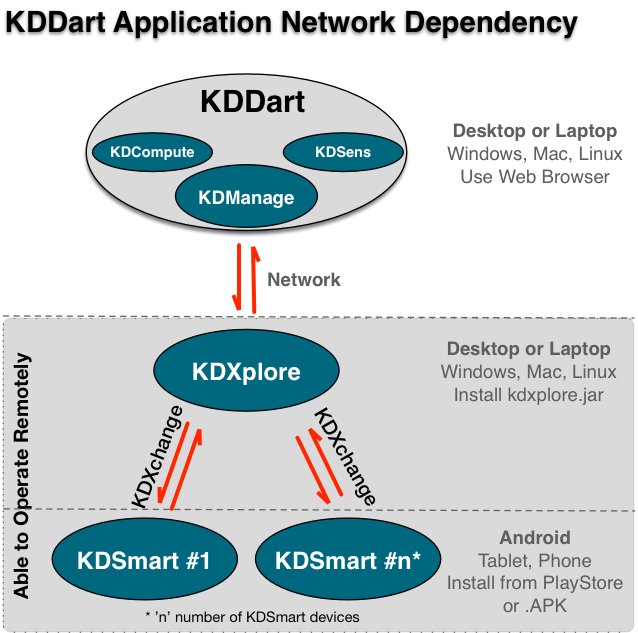 KDDart Application Network Dependency
KDDart
KDCompute
KDSens
KDManage
Desktop or Laptop
Windows, Mac, Linux
Use Web Browser
Network
Able to Operate Remotely
KDXplore
Desktop or Laptop
Windows, Mac, Linux
Install kdxplore.jar
KDXchange
KDXchange
KDSmart #1
KDSmart #n*
Android
Tablet, Phone
Install from PlayStore
or .APK
* 'n' number of KDSmart devices